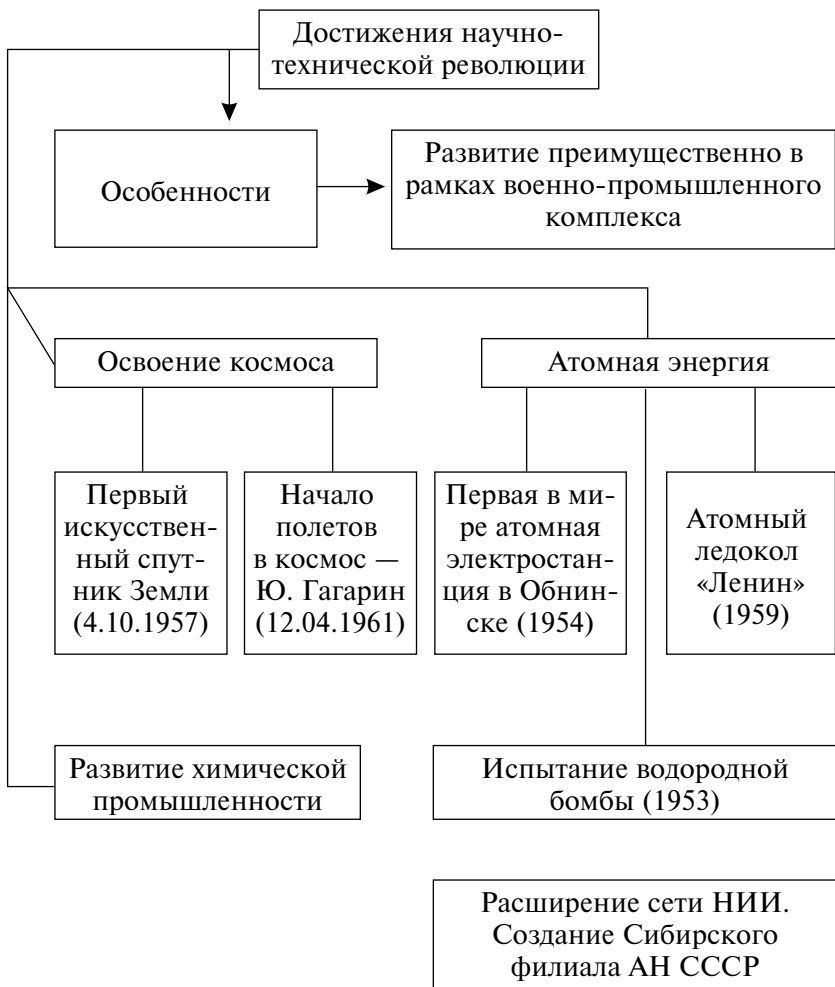 Достижения научно-
технической революции
Особенности
Развитие преимущественно в
рамках военно-промышленного
комплекса
Освоение космоса
Атомная энергия
Первый
искусствен-
ный спут-
ник Земли
(4.10.1957)
Начало
полетов
в космос —
Ю. Гагарин
(12.04.1961)
Первая в ми-
ре атомная
электростан-
ция в Обнин-
ске (1954)
Атомный
ледокол
«Ленин»
(1959)
Развитие химической
промышленности
Испытание водородной
бомбы (1953)
Расширение сети НИИ.
Создание Сибирского
филиала АН СССР